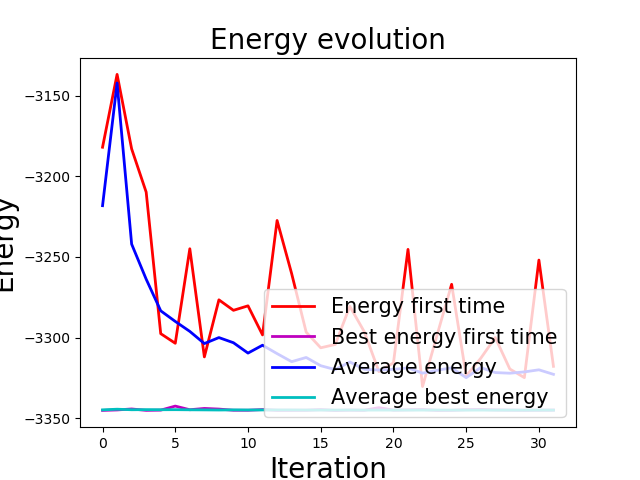 Energy evolution
Energy
−3150
−3200
−3250
−3300
−3350
Energy first time
Best energy first time
Average energy
Average best energy
0 5 10 15 20 25 30
Iteration